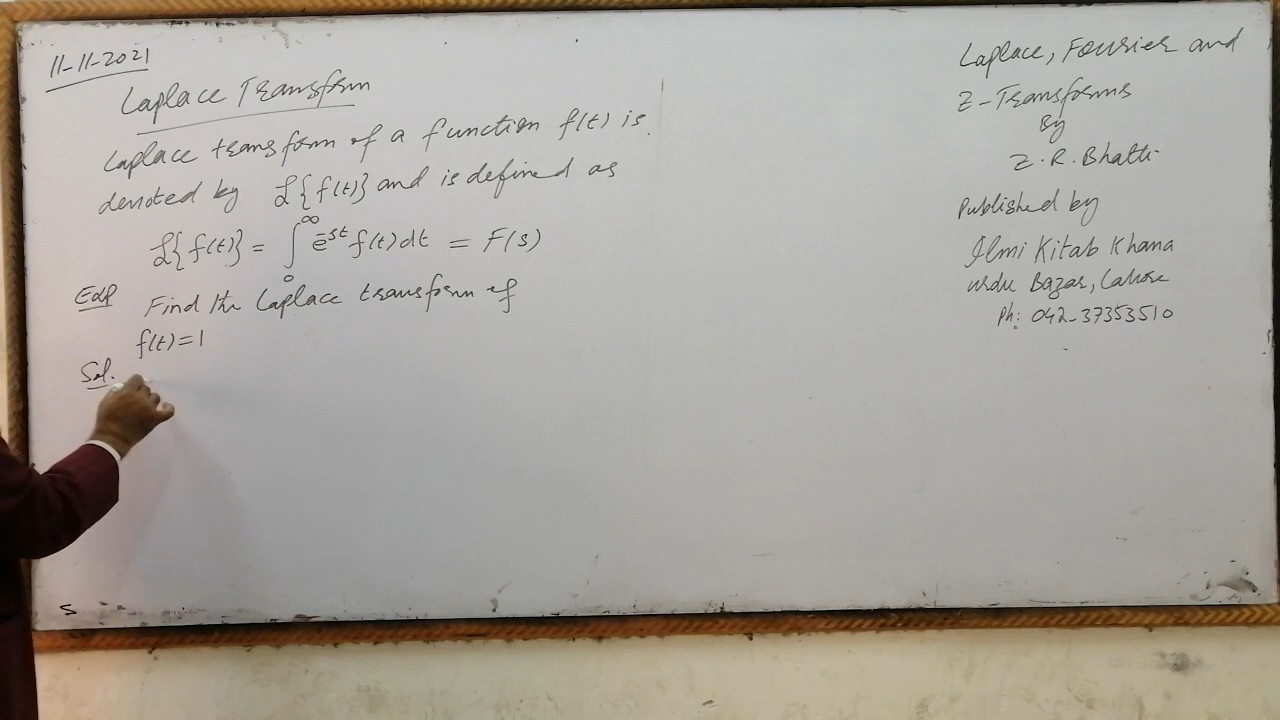 11-11-2021
Laplace Transform
Laplace transform of a function f(t) is
denoted by ℒ{f(t)} and is defined as
ℒ{f(t)} = ∫₀^∞ e^-st f(t) dt = F(s)
Exp Find the Laplace transform of
f(t)=1
Sol.
S
Laplace, Fourier and
Z-Transforms
By
Z.R. Bhatti
Published by
Ilmi Kitab Khana
urdu Bazar, Lahore
Ph: 042-37353510